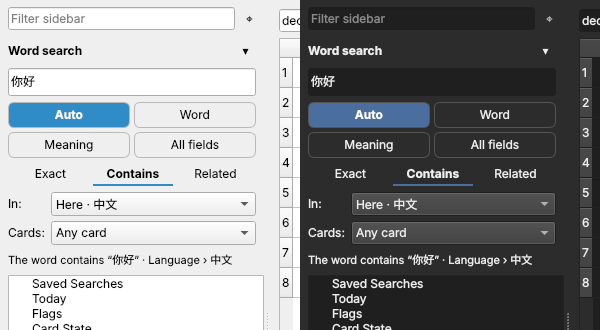 Filter sidebar
Word search
你好
Auto Word
Meaning All fields
Exact Contains Related
In: Here · 中文
Cards: Any card
The word contains “你好” · Language › 中文
Saved Searches
Today
Flags
Card State
dec
1
2
3
4
5
6
7
8
Filter sidebar
Word search
你好
Auto Word
Meaning All fields
Exact Contains Related
In: Here · 中文
Cards: Any card
The word contains “你好” · Language › 中文
Saved Searches
Today
Flags
Card State
dec
1
2
3
4
5
6
7
8